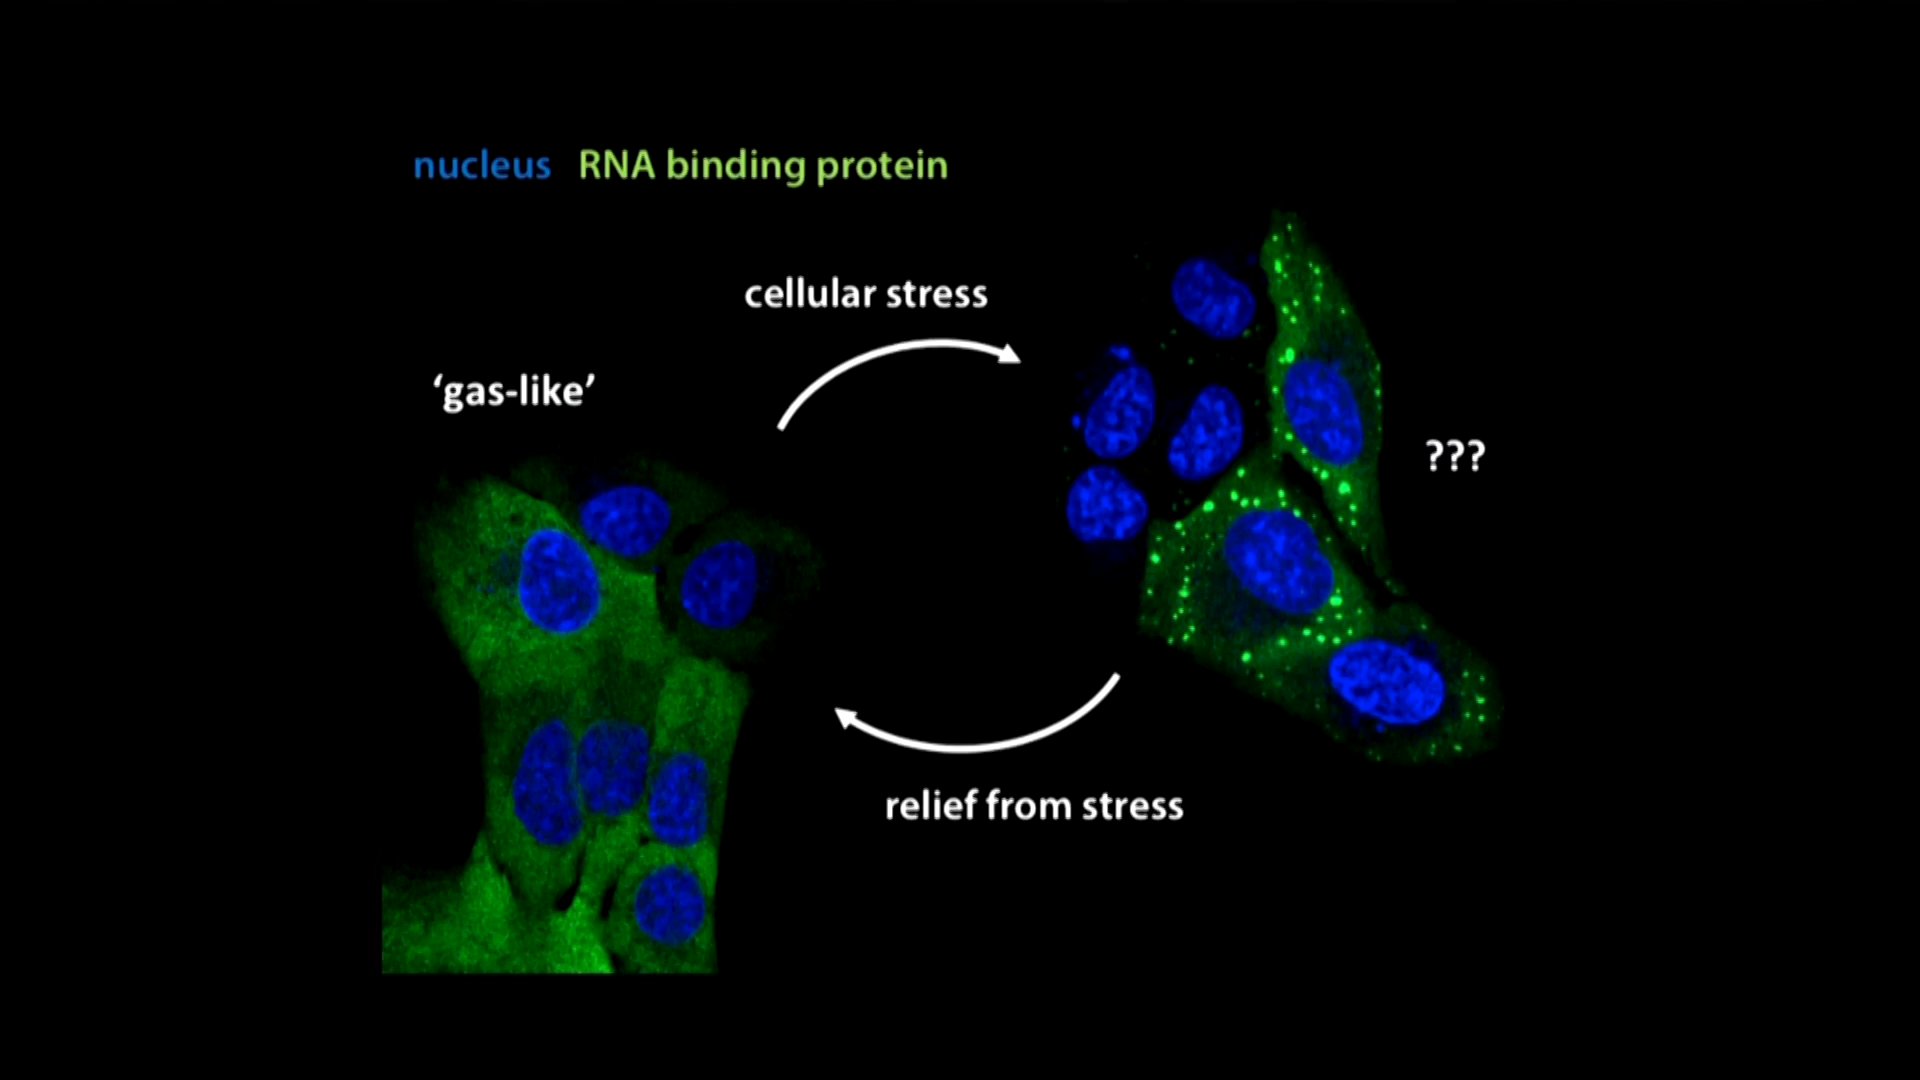 nucleus RNA binding protein
cellular stress
‘gas-like’
???
relief from stress